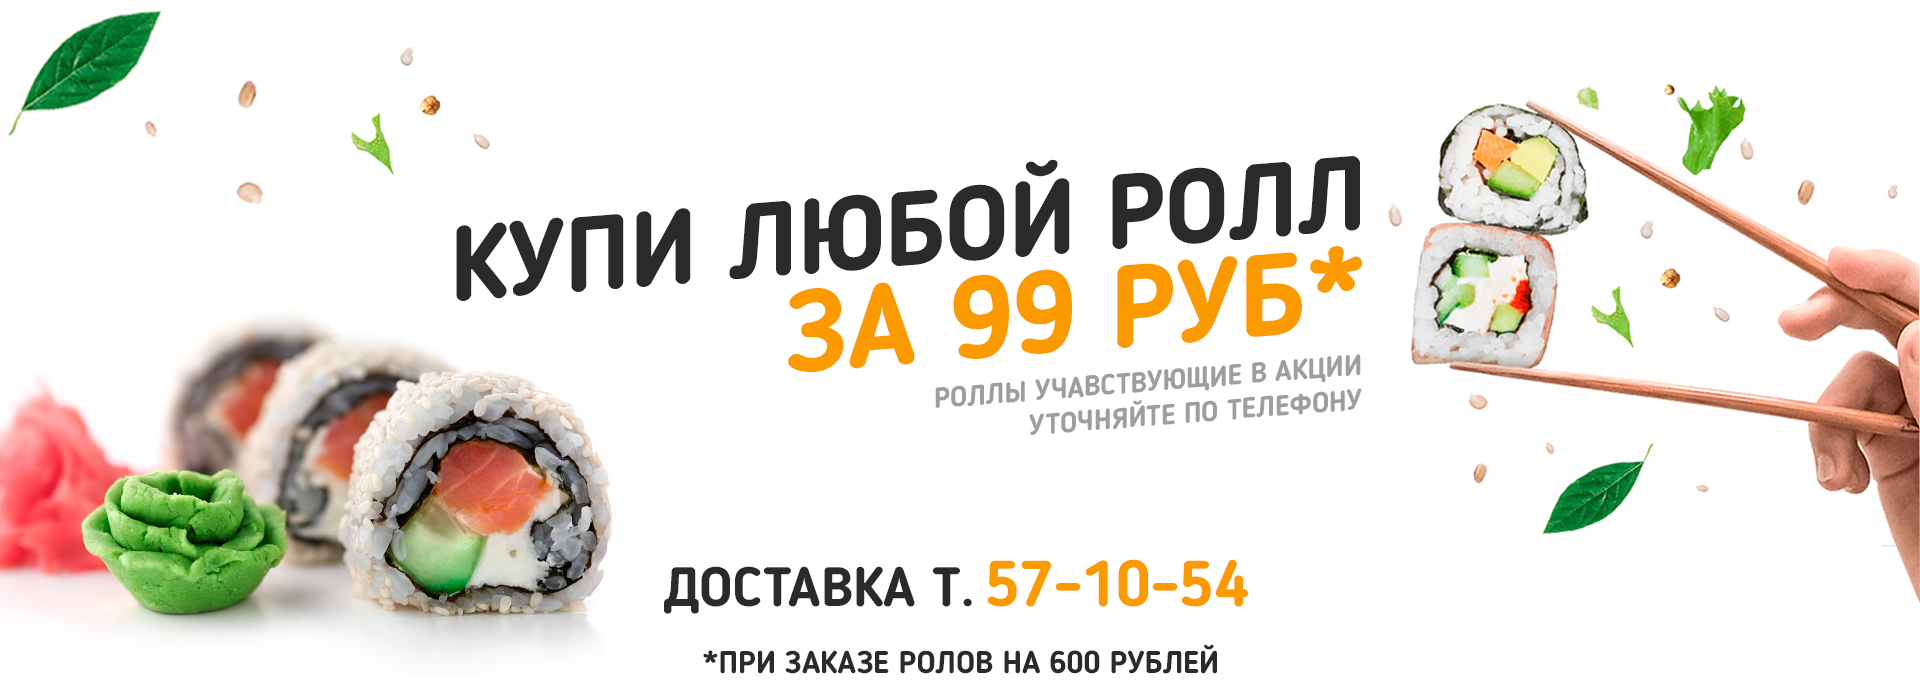 КУПИ ЛЮБОЙ РОЛЛ
ЗА 99 РУБ*
РОЛЛЫ УЧАВСТВУЮЩИЕ В АКЦИИ
УТОЧНЯЙТЕ ПО ТЕЛЕФОНУ
ДОСТАВКА Т. 57-10-54
*ПРИ ЗАКАЗЕ РОЛОВ НА 600 РУБЛЕЙ